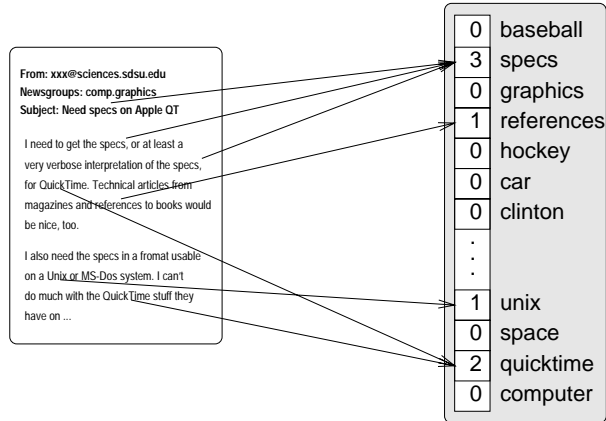 From: xxx@sciences.sdsu.edu
Newsgroups: comp.graphics
Subject: Need specs on Apple QT
I need to get the specs, or at least a
very verbose interpretation of the specs,
for QuickTime. Technical articles from
magazines and references to books would
be nice, too.
I also need the specs in a fromat usable
on a Unix or MS-Dos system. I can't
do much with the QuickTime stuff they
have on ...
0 baseball
3 specs
0 graphics
1 references
0 hockey
0 car
0 clinton
.
.
.
1 unix
0 space
2 quicktime
0 computer